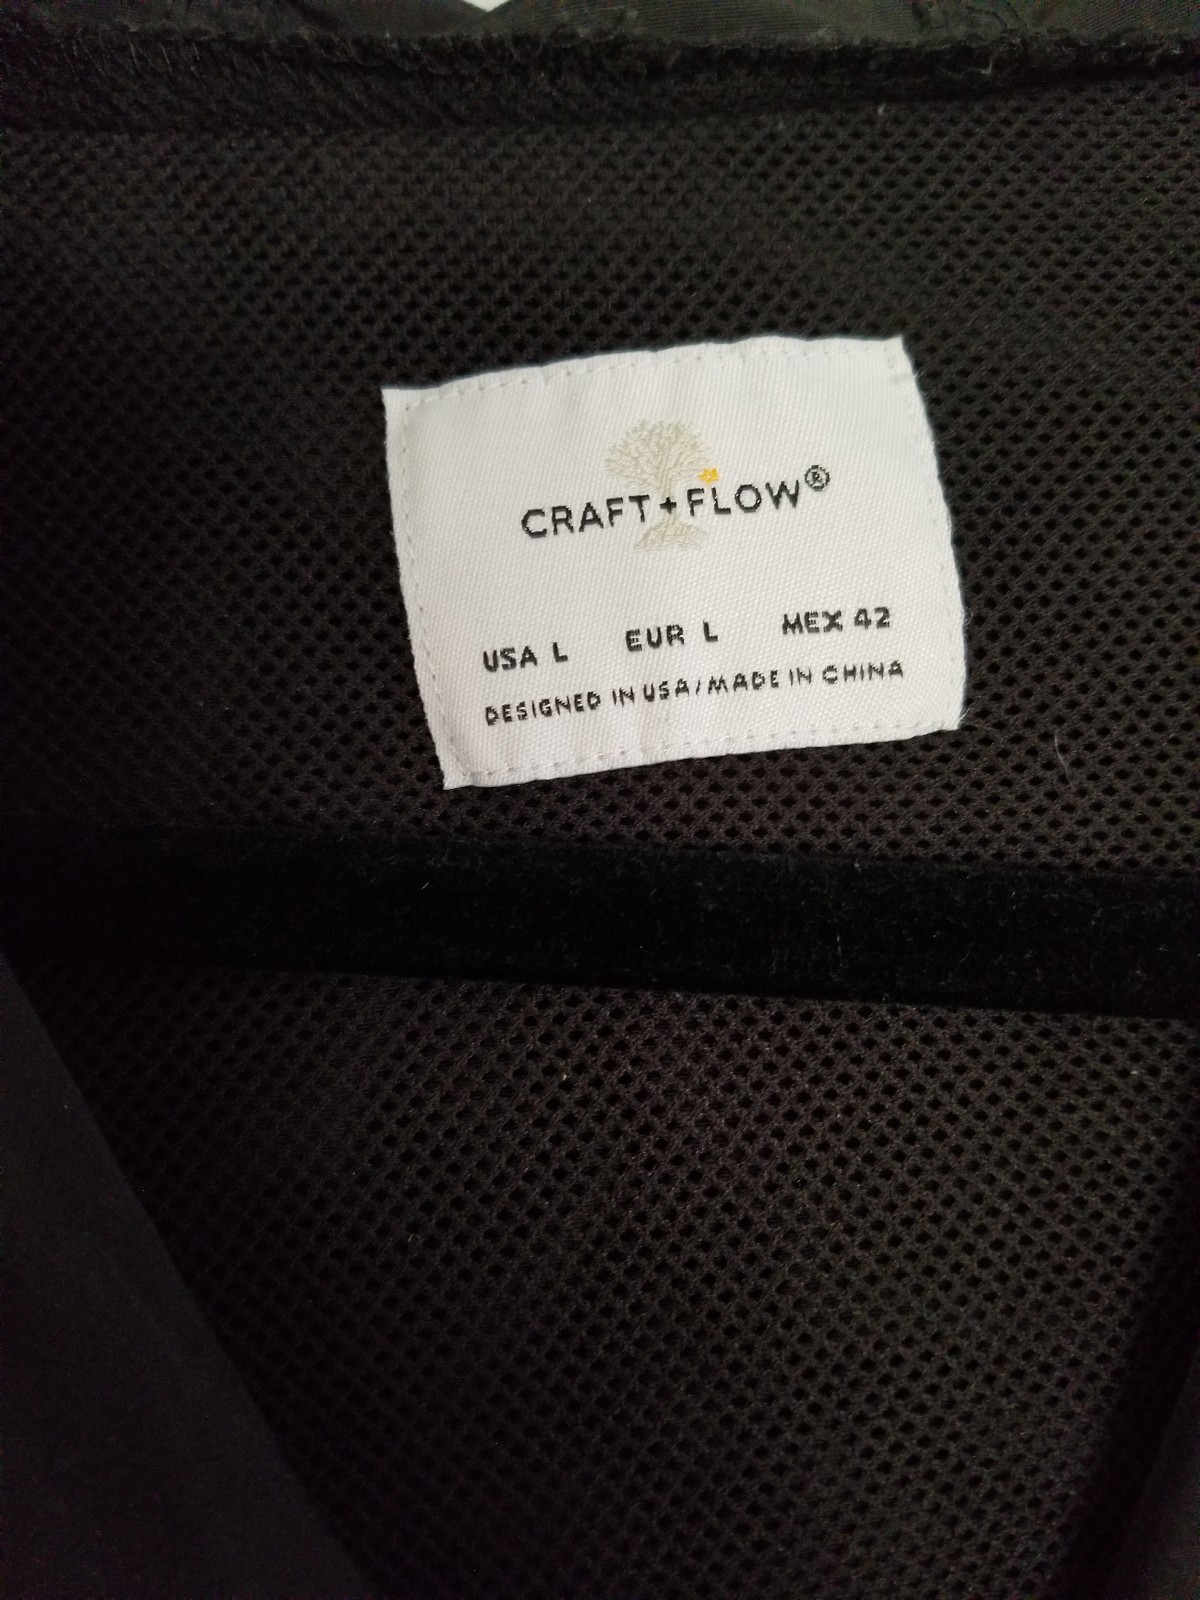 CRAFT+FLOW®
USA L EUR L MEX 42
DESIGNED IN USA/MADE IN CHINA